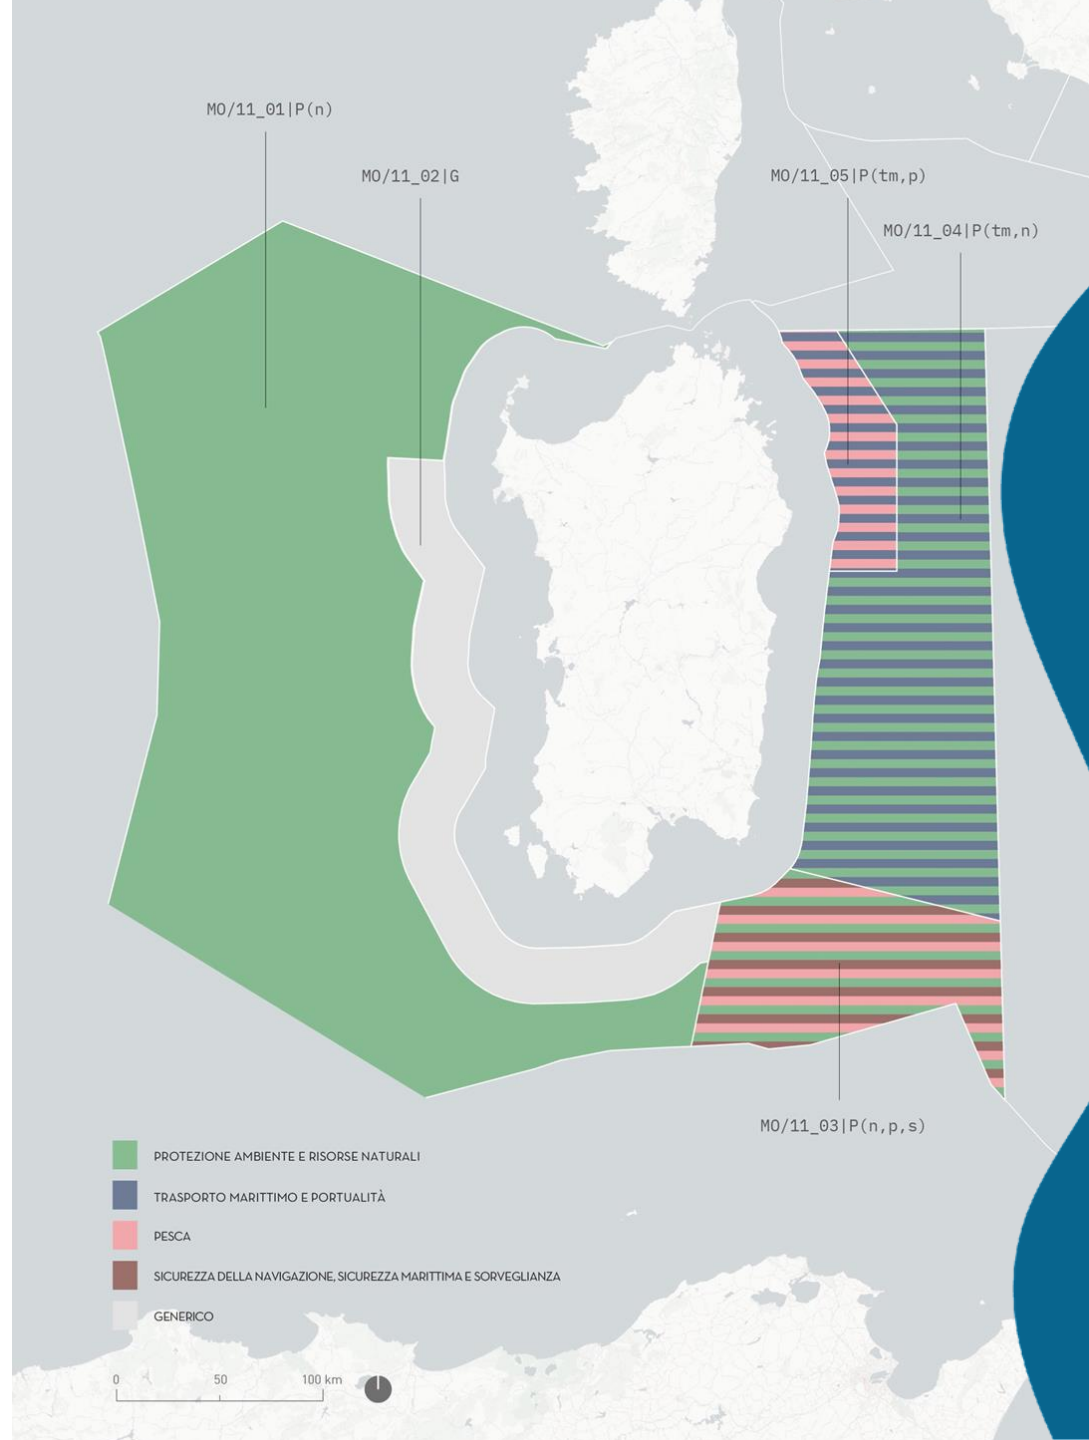 MO/11_01|P(n)
MO/11_02|G
MO/11_05|P(tm,p)
MO/11_04|P(tm,n)
MO/11_03|P(n,p,s)
PROTEZIONE AMBIENTE E RISORSE NATURALI
TRASPORTO MARITTIMO E PORTUALITÀ
PESCA
SICUREZZA DELLA NAVIGAZIONE, SICUREZZA MARITTIMA E SORVEGLIANZA
GENERICO
0 50 100 km